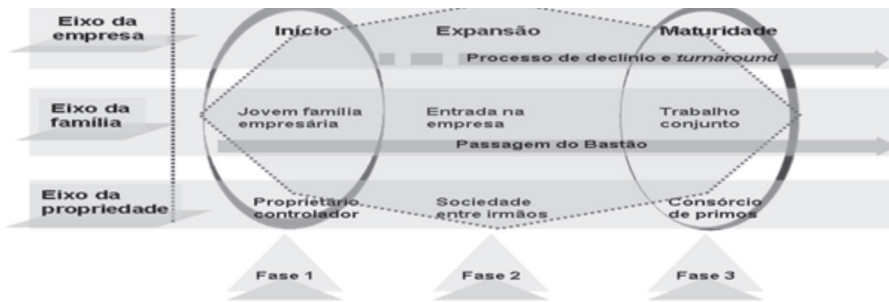 Eixo da
empresa
Início
Expansão
Maturidade
Processo de declínio e turnaround
Eixo da
família
Jovem família
empresária
Entrada na
empresa
Trabalho
conjunto
Passagem do Bastão
Eixo da
propriedade
Proprietário
controlador
Sociedade
entre irmãos
Consórcio
de primos
Fase 1
Fase 2
Fase 3